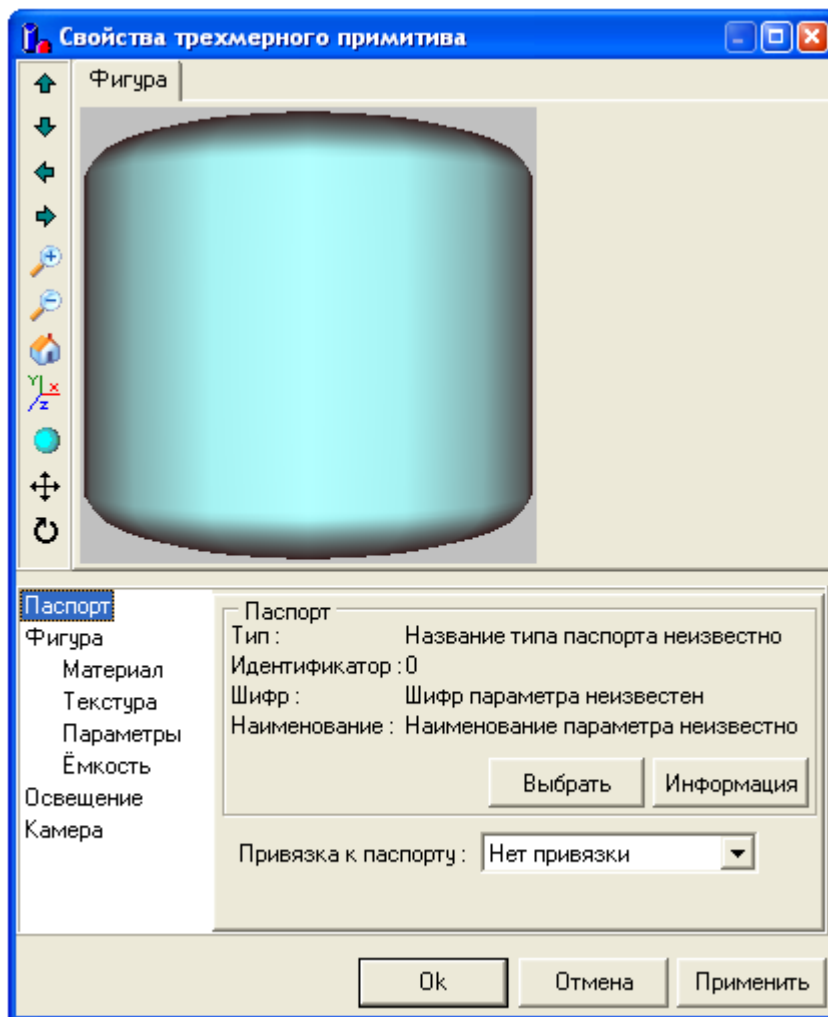 Свойства трехмерного примитива
Фигура
Y
x
z
Паспорт
Фигура
Материал
Текстура
Параметры
Ёмкость
Освещение
Камера
Паспорт
Тип : Название типа паспорта неизвестно
Идентификатор : 0
Шифр : Шифр параметра неизвестен
Наименование : Наименование параметра неизвестно
Выбрать Информация
Привязка к паспорту : Нет привязки
Ok Отмена Применить